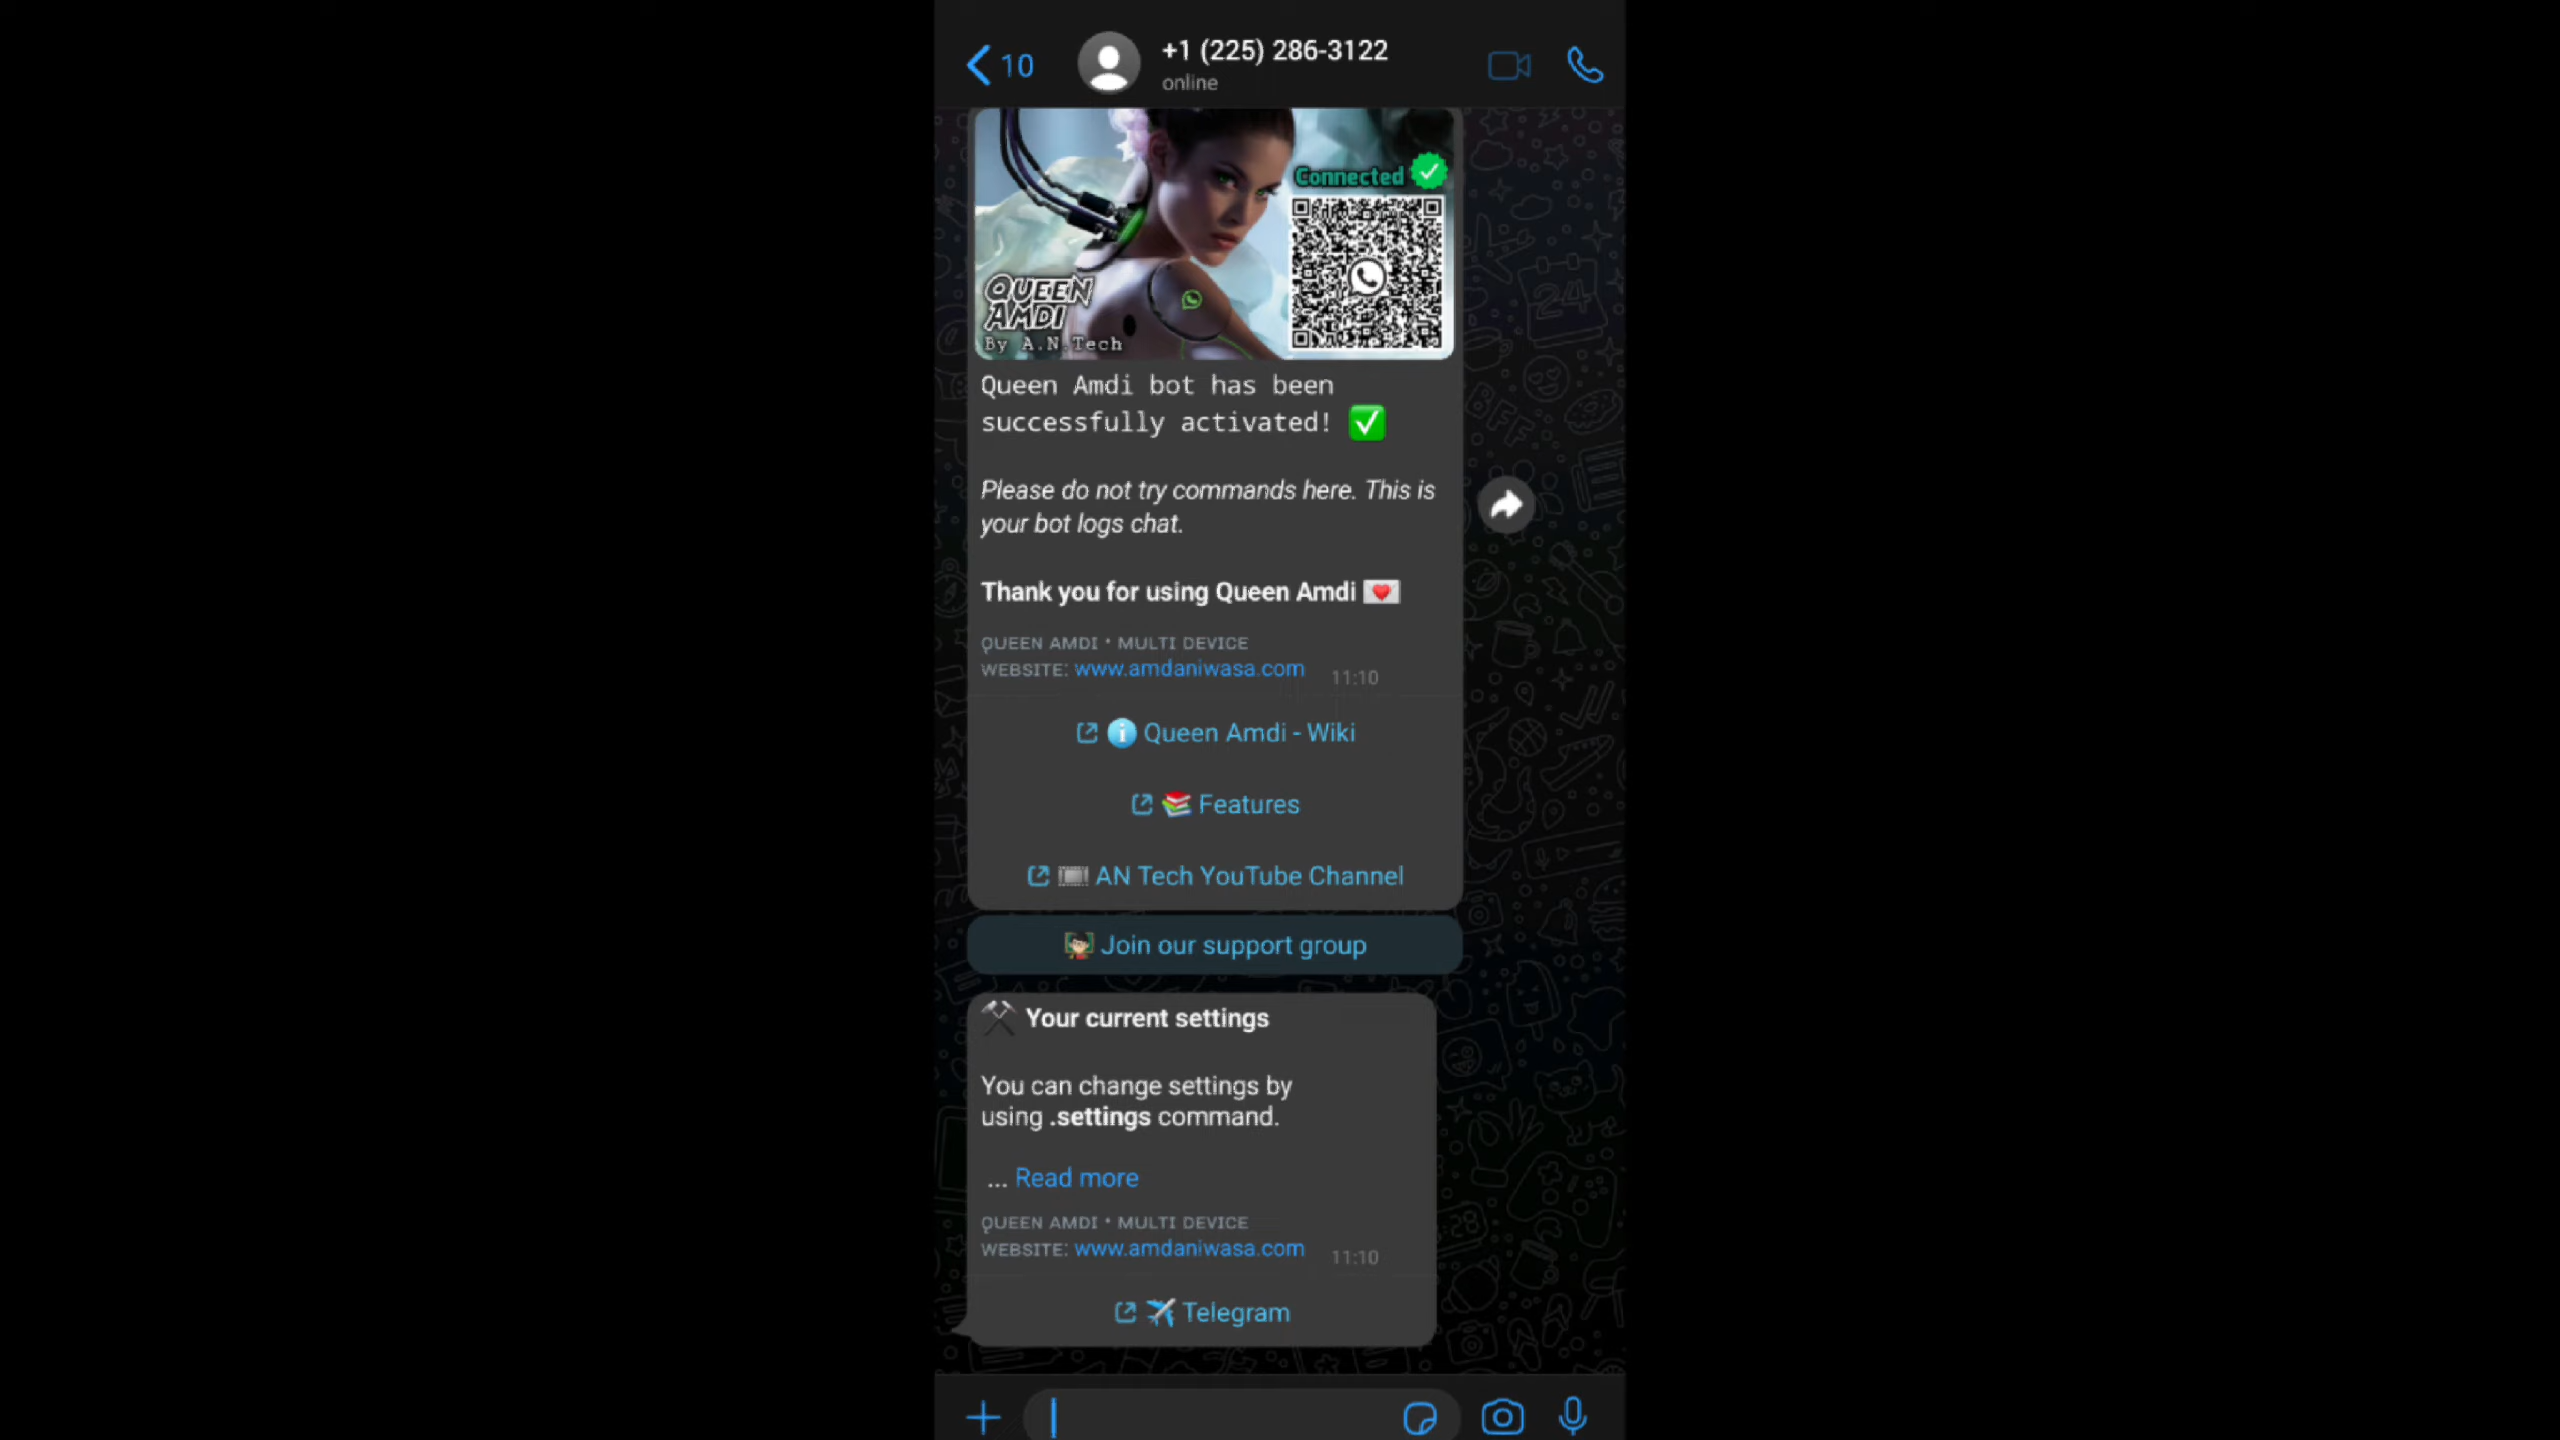 10
+1 (225) 286-3122
online
Connected
QUEEN
AMDI
By A.N.Tech
Queen Amdi bot has been
successfully activated! ✅
Please do not try commands here. This is
your bot logs chat.
Thank you for using Queen Amdi 💌
QUEEN AMDI • MULTI DEVICE
WEBSITE: www.amdaniwasa.com 11:10
ℹ️ Queen Amdi - Wiki
📚 Features
🎞️ AN Tech YouTube Channel
👨🏻‍🏫 Join our support group
⚒️ Your current settings
You can change settings by
using .settings command.
... Read more
QUEEN AMDI • MULTI DEVICE
WEBSITE: www.amdaniwasa.com 11:10
✈️ Telegram